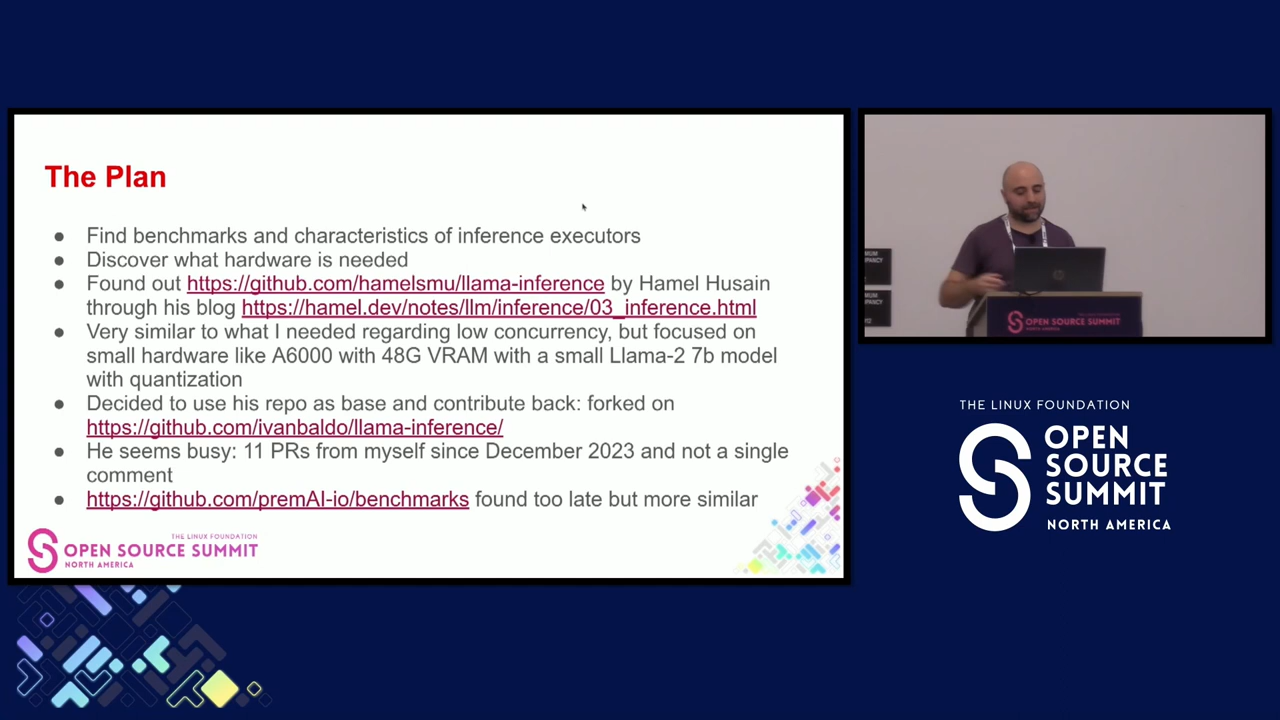 The Plan
● Find benchmarks and characteristics of inference executors
● Discover what hardware is needed
● Found out https://github.com/hamelsmu/llama-inference by Hamel Husain
through his blog https://hamel.dev/notes/llm/inference/03_inference.html
● Very similar to what I needed regarding low concurrency, but focused on
small hardware like A6000 with 48G VRAM with a small Llama-2 7b model
with quantization
● Decided to use his repo as base and contribute back: forked on
https://github.com/ivanbaldo/llama-inference/
● He seems busy: 11 PRs from myself since December 2023 and not a single
comment
● https://github.com/premAI-io/benchmarks found too late but more similar
THE LINUX FOUNDATION
OPEN SOURCE SUMMIT
NORTH AMERICA
OPEN SOURCE SUMMIT
NORTH AMERICA
THE LINUX FOUNDATION
OPEN
SOURCE
SUMMIT
NORTH AMERICA